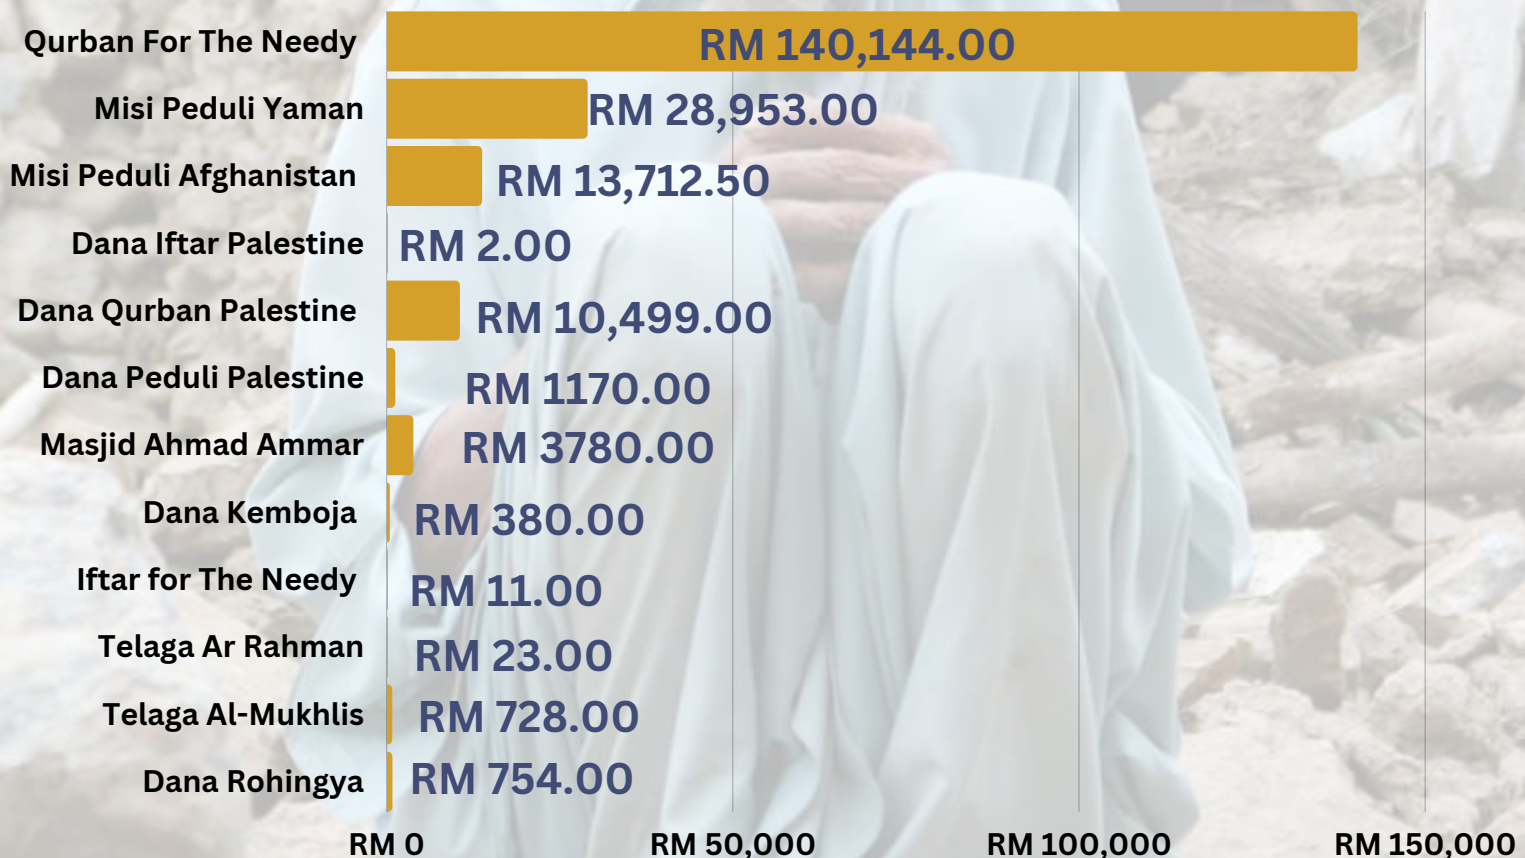 Qurban For The Needy RM 140,144.00
Misi Peduli Yaman RM 28,953.00
Misi Peduli Afghanistan RM 13,712.50
Dana Iftar Palestine RM 2.00
Dana Qurban Palestine RM 10,499.00
Dana Peduli Palestine RM 1170.00
Masjid Ahmad Ammar RM 3780.00
Dana Kemboja RM 380.00
Iftar for The Needy RM 11.00
Telaga Ar Rahman RM 23.00
Telaga Al-Mukhlis RM 728.00
Dana Rohingya RM 754.00
RM 0 RM 50,000 RM 100,000 RM 150,000